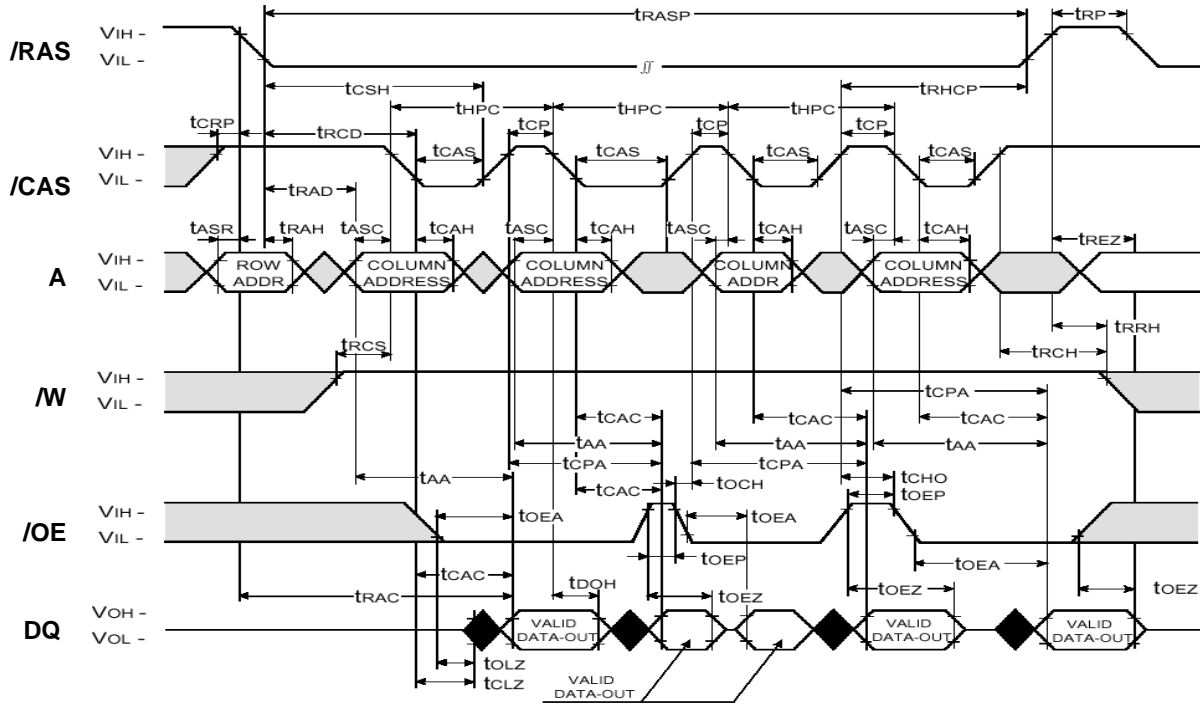 tRASP tRP
/RAS VIH - VIL -
tCSH tRHCP
tHPC tHPC tHPC
tCRP tRCD tCP tCP tCP
/CAS VIH - VIL -
tCAS tCAS tCAS tCAS
tRAD
tASR tRAH tASC tCAH tASC tCAH tASC tCAH tASC tCAH tREZ
A VIH - VIL -
ROW ADDR
COLUMN ADDRESS
COLUMN ADDRESS
COLUMN ADDR
COLUMN ADDRESS
tRRH
tRCS tRCH
/W VIH - VIL -
tCPA
tCAC tCAC tCAC
tAA tAA tAA
tCPA tCPA
tAA tCAC tOCH tCHO
tOEP
/OE VIH - VIL -
tOEA tOEA
tOEP tOEA
tCAC tDOH tOEZ tOEZ tOEZ
tRAC
DQ VOH - VOL -
VALID DATA-OUT
VALID DATA-OUT
VALID DATA-OUT
tOLZ
tCLZ
VALID DATA-OUT